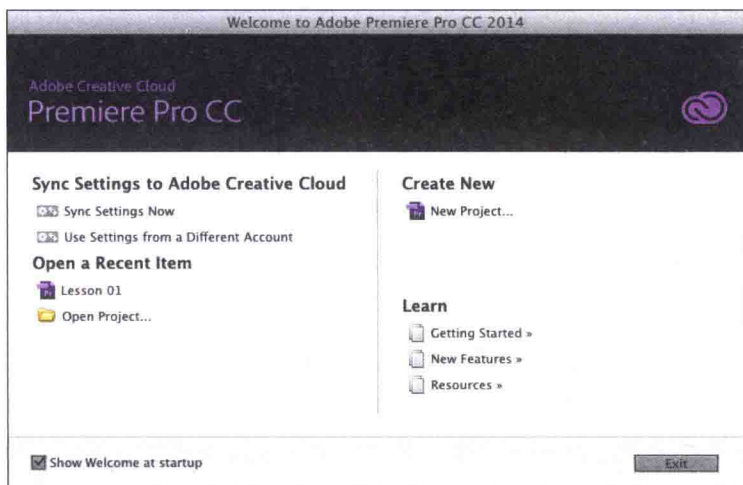 Welcome to Adobe Premiere Pro CC 2014
Adobe Creative Cloud
Premiere Pro CC
Sync Settings to Adobe Creative Cloud
Sync Settings Now
Use Settings from a Different Account
Open a Recent Item
Pr Lesson 01
Open Project...
Create New
Pr New Project...
Learn
Getting Started »
New Features »
Resources »
Show Welcome at startup
Exit